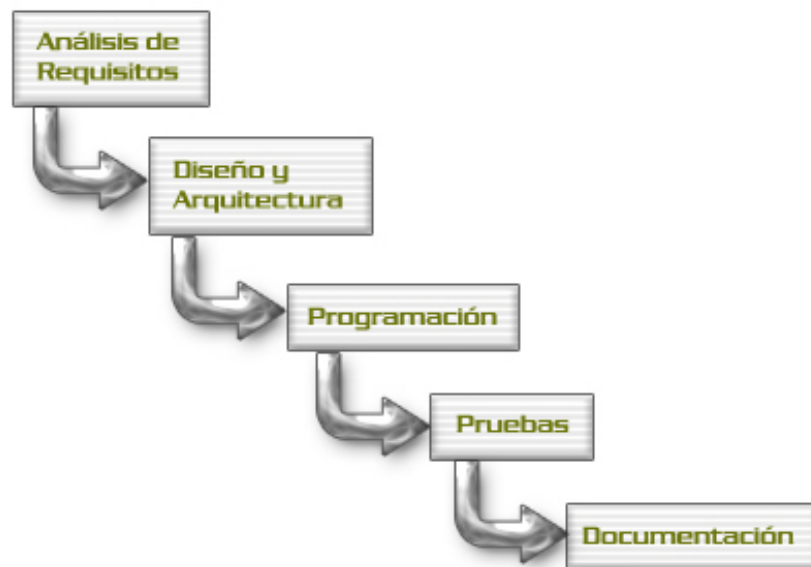 Análisis de
Requisitos
Diseño y
Arquitectura
Programación
Pruebas
Documentación